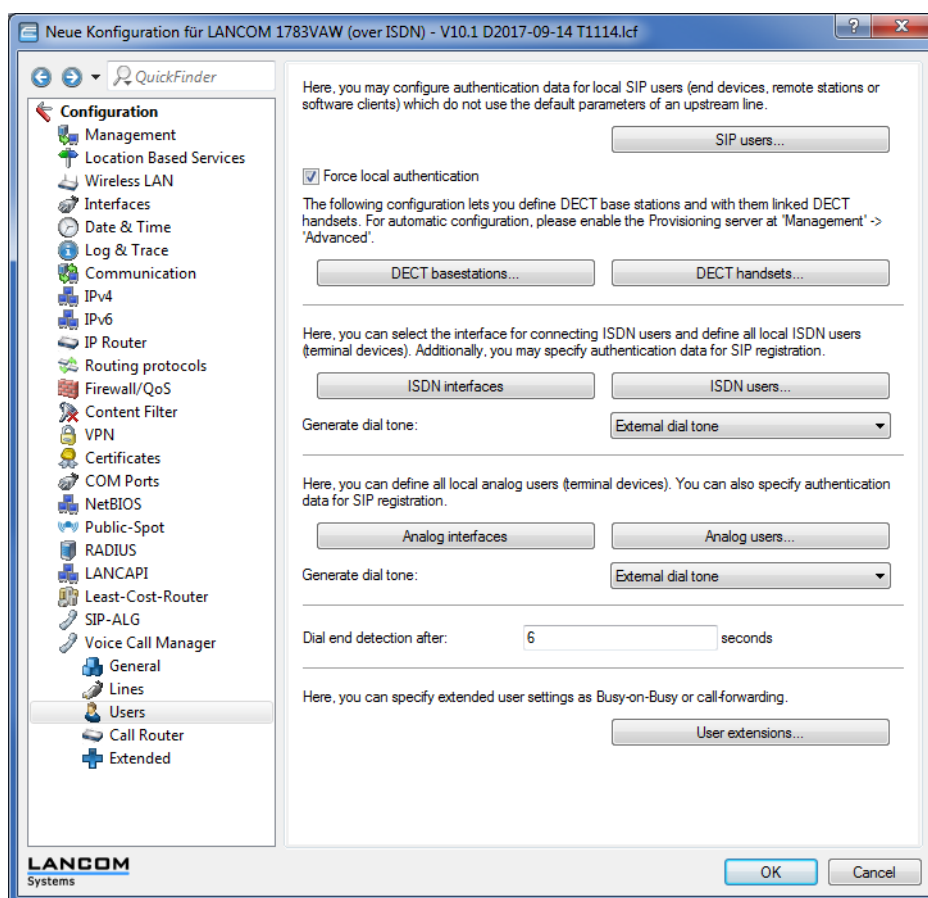 Neue Konfiguration für LANCOM 1783VAW (over ISDN) - V10.1 D2017-09-14 T1114.lcf
QuickFinder
Configuration
Management
Location Based Services
Wireless LAN
Interfaces
Date & Time
Log & Trace
Communication
IPv4
IPv6
IP Router
Routing protocols
Firewall/QoS
Content Filter
VPN
Certificates
COM Ports
NetBIOS
Public-Spot
RADIUS
LANCAPI
Least-Cost-Router
SIP-ALG
Voice Call Manager
General
Lines
Users
Call Router
Extended
Here, you may configure authentication data for local SIP users (end devices, remote stations or
software clients) which do not use the default parameters of an upstream line.
SIP users...
Force local authentication
The following configuration lets you define DECT base stations and with them linked DECT
handsets. For automatic configuration, please enable the Provisioning server at 'Management' ->
'Advanced'.
DECT basestations... DECT handsets...
Here, you can select the interface for connecting ISDN users and define all local ISDN users
(terminal devices). Additionally, you may specify authentication data for SIP registration.
ISDN interfaces ISDN users...
Generate dial tone: External dial tone
Here, you can define all local analog users (terminal devices). You can also specify authentication
data for SIP registration.
Analog interfaces Analog users...
Generate dial tone: External dial tone
Dial end detection after: 6 seconds
Here, you can specify extended user settings as Busy-on-Busy or call-forwarding.
User extensions...
LANCOM
Systems
OK Cancel